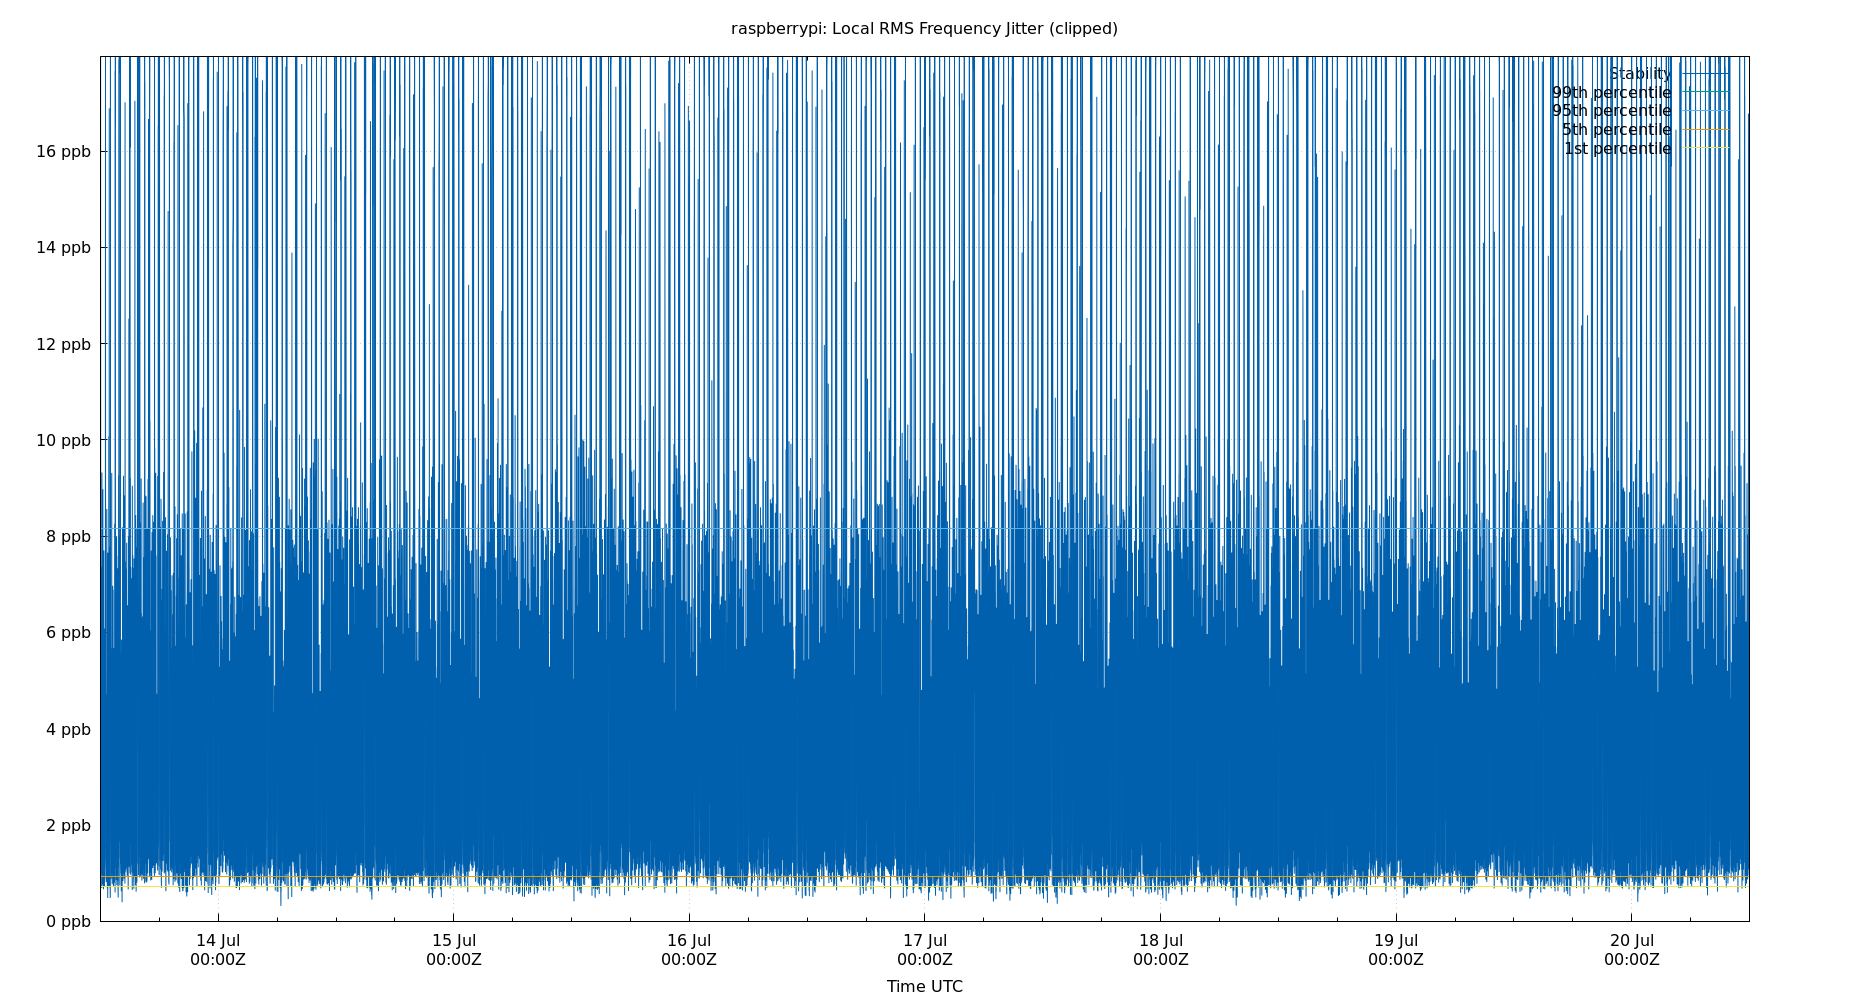 raspberrypi: Local RMS Frequency Jitter (clipped)
Stability
99th percentile
95th percentile
5th percentile
1st percentile
16 ppb
14 ppb
12 ppb
10 ppb
8 ppb
6 ppb
4 ppb
2 ppb
0 ppb
14 Jul 15 Jul 16 Jul 17 Jul 18 Jul 19 Jul 20 Jul
00:00Z 00:00Z 00:00Z 00:00Z 00:00Z 00:00Z 00:00Z
Time UTC